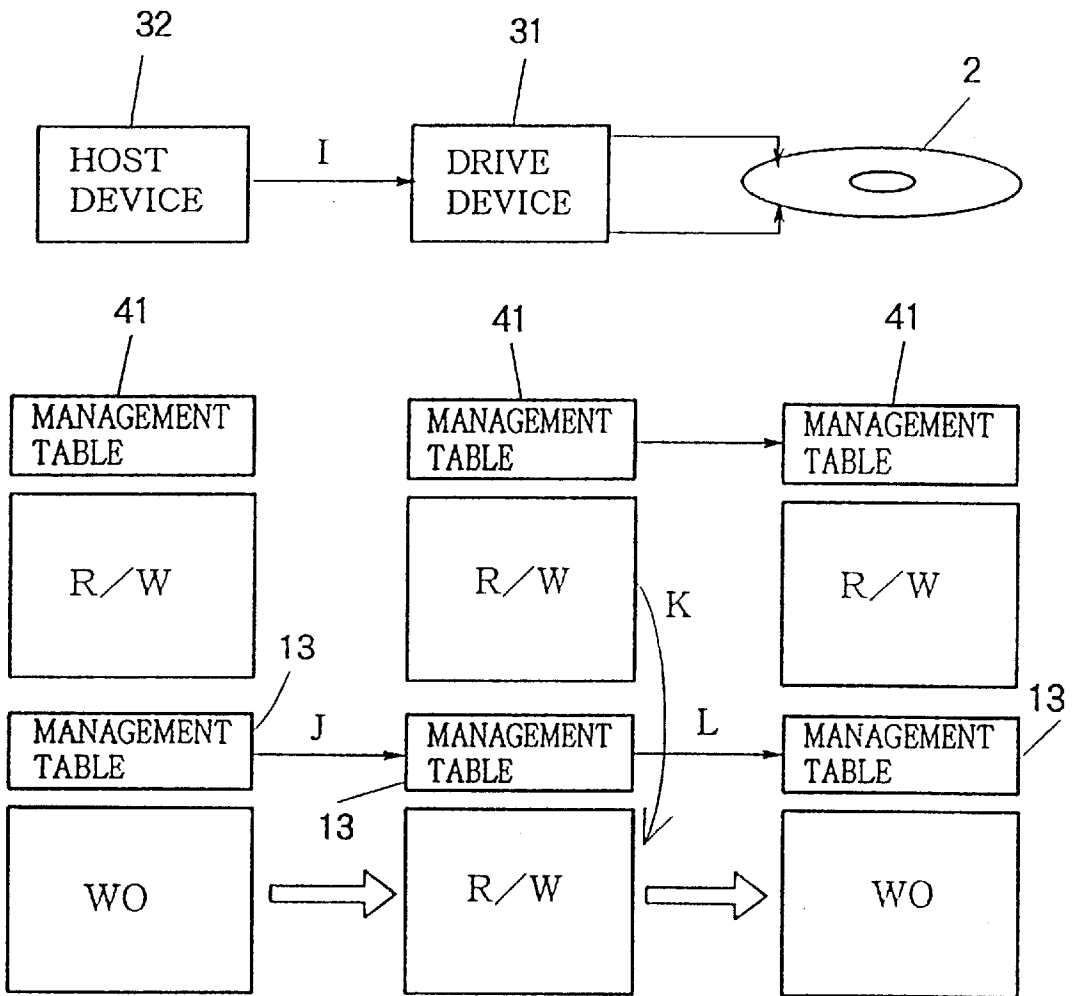 32
31
2
HOST
DEVICE
I
DRIVE
DEVICE
41
41
41
MANAGEMENT
TABLE
MANAGEMENT
TABLE
MANAGEMENT
TABLE
R/W
R/W
R/W
K
13
13
MANAGEMENT
TABLE
J
MANAGEMENT
TABLE
L
MANAGEMENT
TABLE
13
WO
R/W
WO